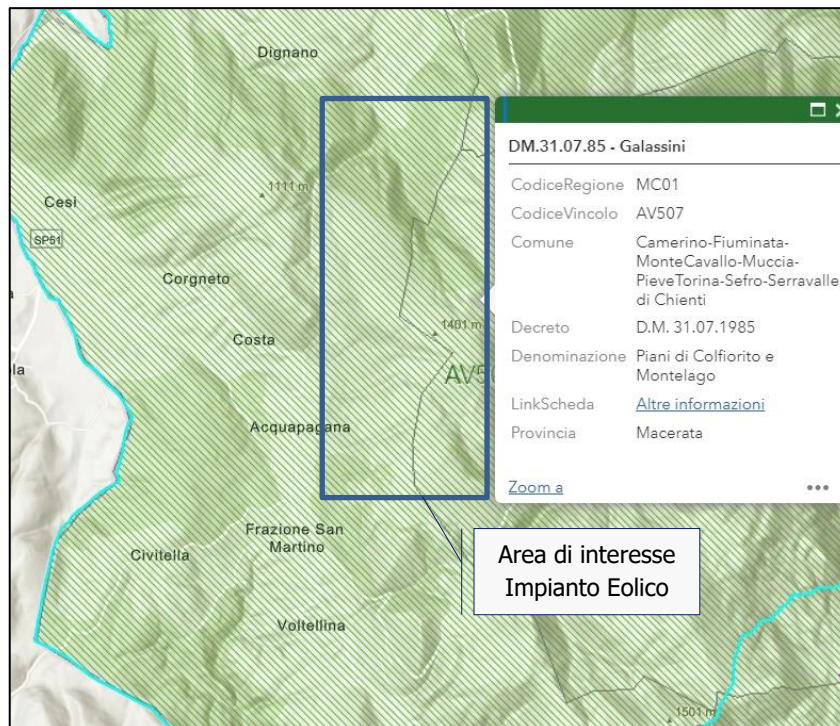 Dignano
1111 m
Cesi
SP51
Corgneto
Costa
1401 m
AV50
Acquapagana
Frazione San
Martino
Civitella
Voltellina
1501 m
DM.31.07.85 - Galassini
CodiceRegione MC01
CodiceVincolo AV507
Comune Camerino-Fiuminata-
MonteCavallo-Muccia-
PieveTorina-Sefro-Serravalle
di Chienti
Decreto D.M. 31.07.1985
Denominazione Piani di Colfiorito e
Montelago
LinkScheda Altre informazioni
Provincia Macerata
Zoom a
Area di interesse
Impianto Eolico